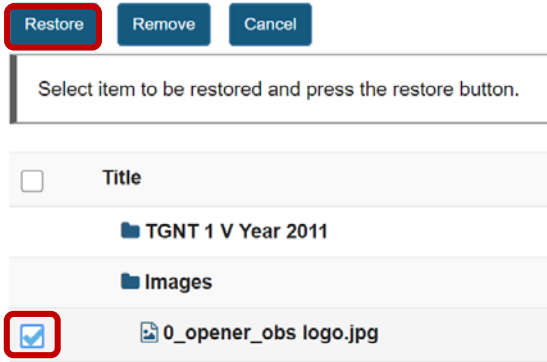 Restore Remove Cancel
Select item to be restored and press the restore button.
Title
TGNT 1 V Year 2011
Images
0_opener_obs logo.jpg